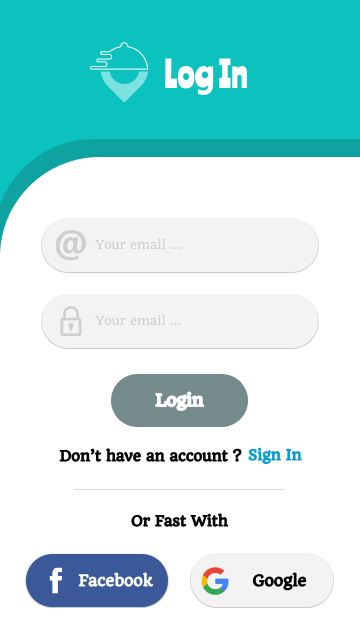 Log In
@ Your email ...
Your email ...
Login
Don't have an account ? Sign In
Or Fast With
f Facebook
G Google